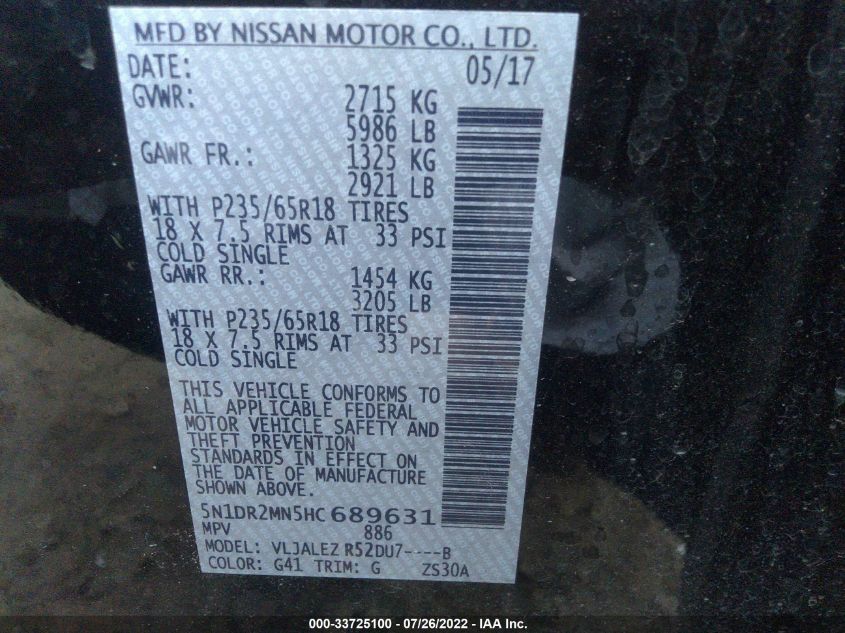 MFD BY NISSAN MOTOR CO., LTD.
DATE: 05/17
GVWR: 2715 KG
5986 LB
GAWR FR.: 1325 KG
2921 LB
WITH P235/65R18 TIRES
18 X 7.5 RIMS AT 33 PSI
COLD SINGLE
GAWR RR.: 1454 KG
3205 LB
WITH P235/65R18 TIRES
18 X 7.5 RIMS AT 33 PSI
COLD SINGLE
THIS VEHICLE CONFORMS TO
ALL APPLICABLE FEDERAL
MOTOR VEHICLE SAFETY AND
THEFT PREVENTION
STANDARDS IN EFFECT ON
THE DATE OF MANUFACTURE
SHOWN ABOVE.
5N1DR2MN5HC689631
MPV 886
MODEL: VLJALEZ R52DU7----B
COLOR: G41 TRIM: G ZS30A
000-33725100 - 07/26/2022 - IAA Inc.